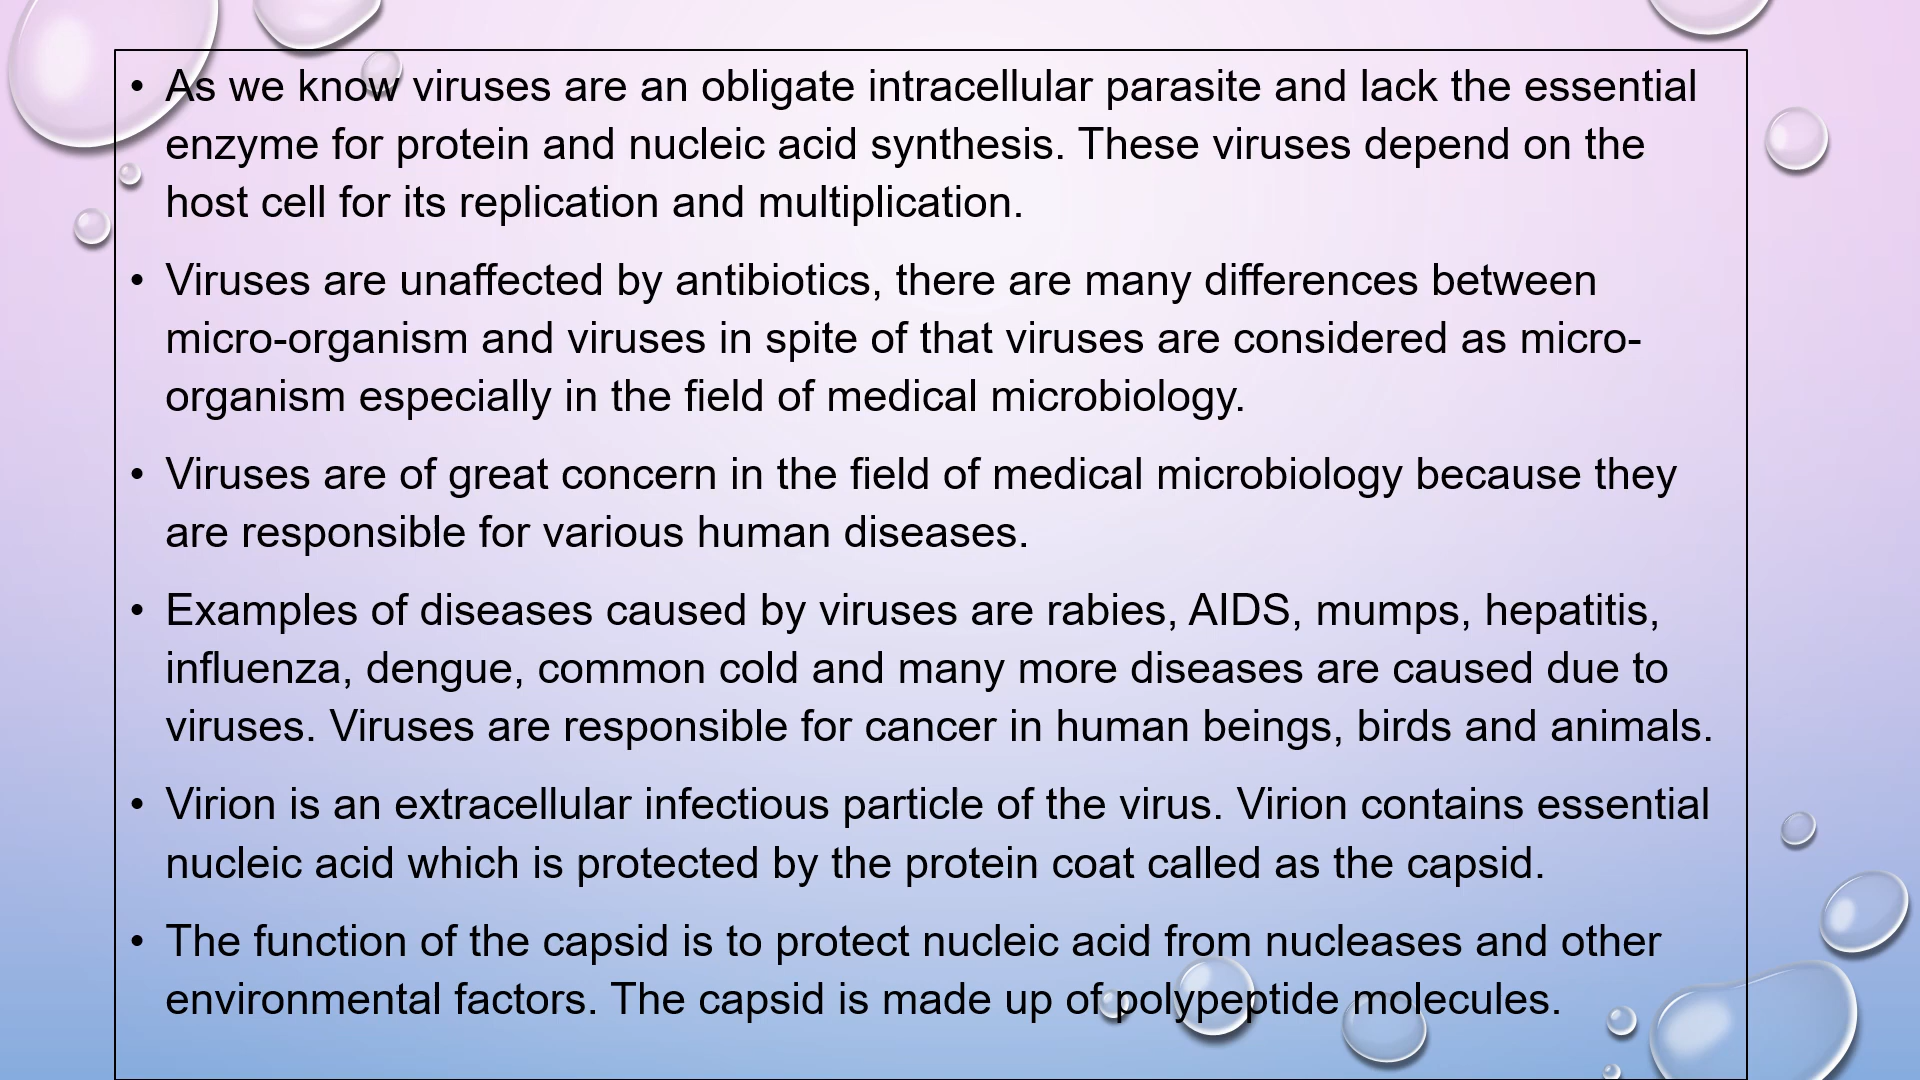 • As we know viruses are an obligate intracellular parasite and lack the essential
enzyme for protein and nucleic acid synthesis. These viruses depend on the
host cell for its replication and multiplication.
• Viruses are unaffected by antibiotics, there are many differences between
micro-organism and viruses in spite of that viruses are considered as micro-
organism especially in the field of medical microbiology.
• Viruses are of great concern in the field of medical microbiology because they
are responsible for various human diseases.
• Examples of diseases caused by viruses are rabies, AIDS, mumps, hepatitis,
influenza, dengue, common cold and many more diseases are caused due to
viruses. Viruses are responsible for cancer in human beings, birds and animals.
• Virion is an extracellular infectious particle of the virus. Virion contains essential
nucleic acid which is protected by the protein coat called as the capsid.
• The function of the capsid is to protect nucleic acid from nucleases and other
environmental factors. The capsid is made up of polypeptide molecules.